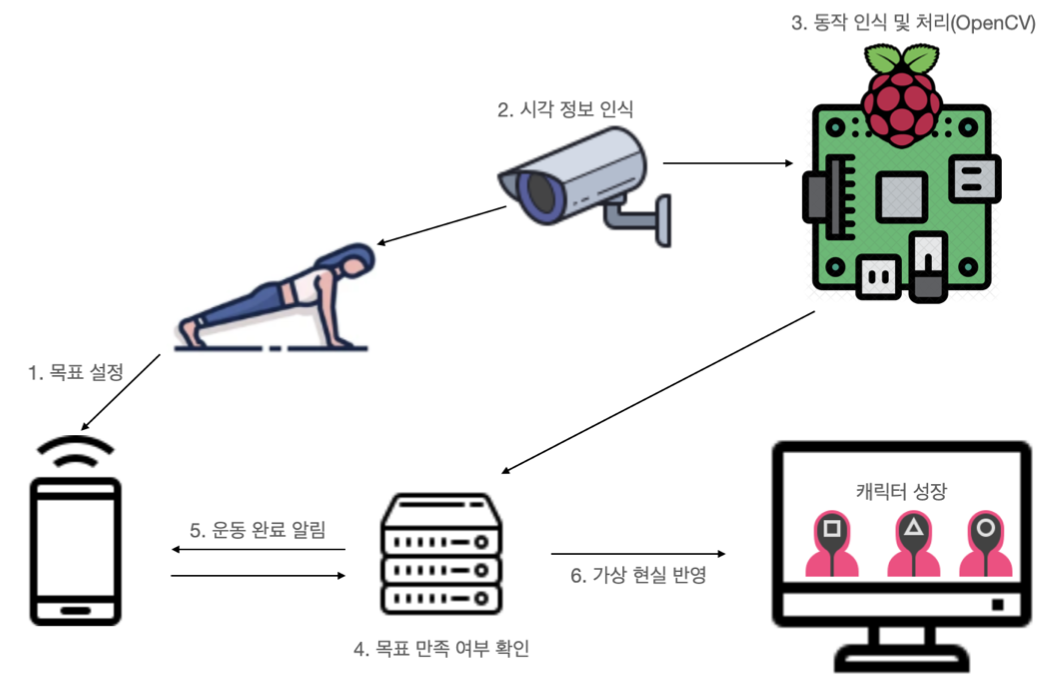 3. 동작 인식 및 처리(OpenCV)
2. 시각 정보 인식
1. 목표 설정
캐릭터 성장
5. 운동 완료 알림
6. 가상 현실 반영
4. 목표 만족 여부 확인